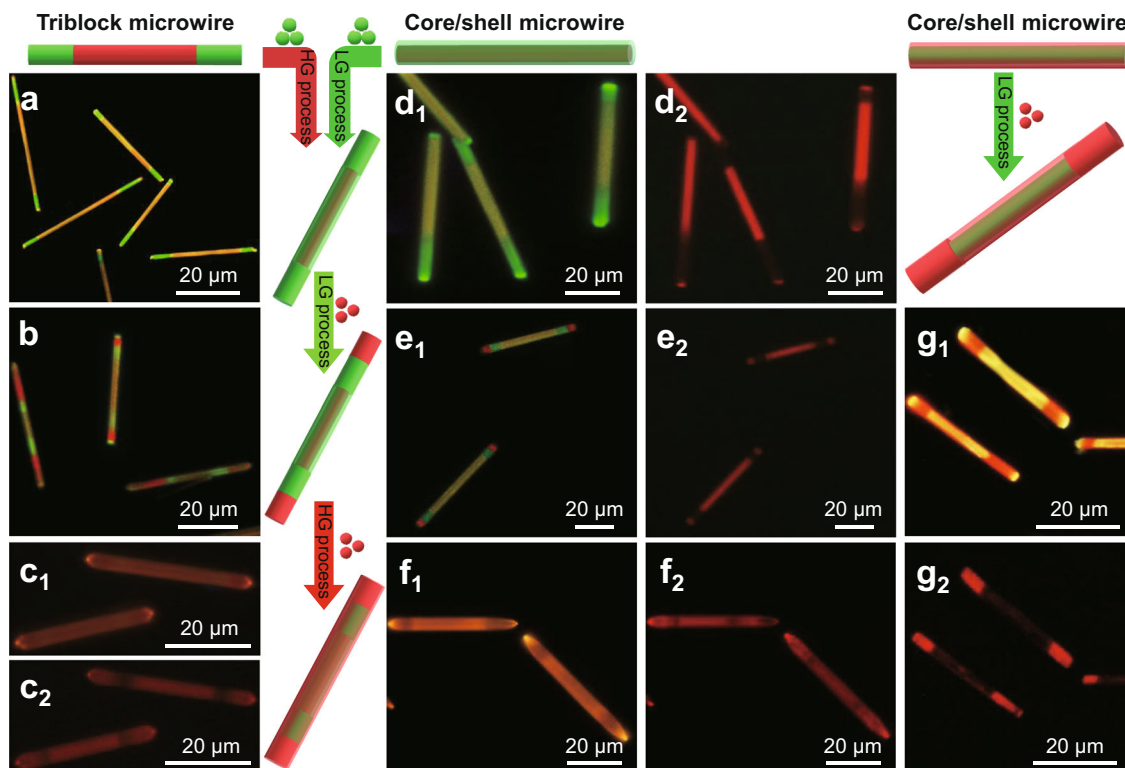 Triblock microwire
Core/shell microwire
Core/shell microwire
HG process
LG process
LG process
a
20 µm
d1
20 µm
d2
20 µm
LG process
b
20 µm
e1
20 µm
e2
20 µm
g1
20 µm
HG process
c1
20 µm
c2
20 µm
f1
20 µm
f2
20 µm
g2
20 µm